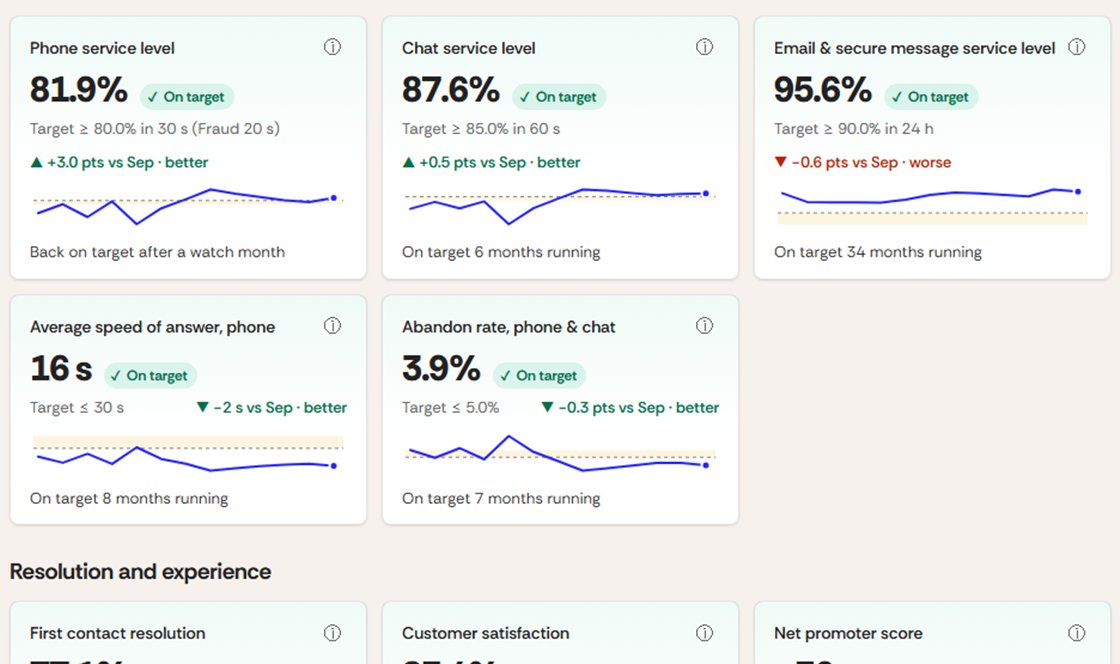 Phone service level
81.9% ✓ On target
Target ≥ 80.0% in 30 s (Fraud 20 s)
▲ +3.0 pts vs Sep · better
Back on target after a watch month
Chat service level
87.6% ✓ On target
Target ≥ 85.0% in 60 s
▲ +0.5 pts vs Sep · better
On target 6 months running
Email & secure message service level
95.6% ✓ On target
Target ≥ 90.0% in 24 h
▼ −0.6 pts vs Sep · worse
On target 34 months running
Average speed of answer, phone
16 s ✓ On target
Target ≤ 30 s ▼ −2 s vs Sep · better
On target 8 months running
Abandon rate, phone & chat
3.9% ✓ On target
Target ≤ 5.0% ▼ −0.3 pts vs Sep · better
On target 7 months running
Resolution and experience
First contact resolution
Customer satisfaction
Net promoter score